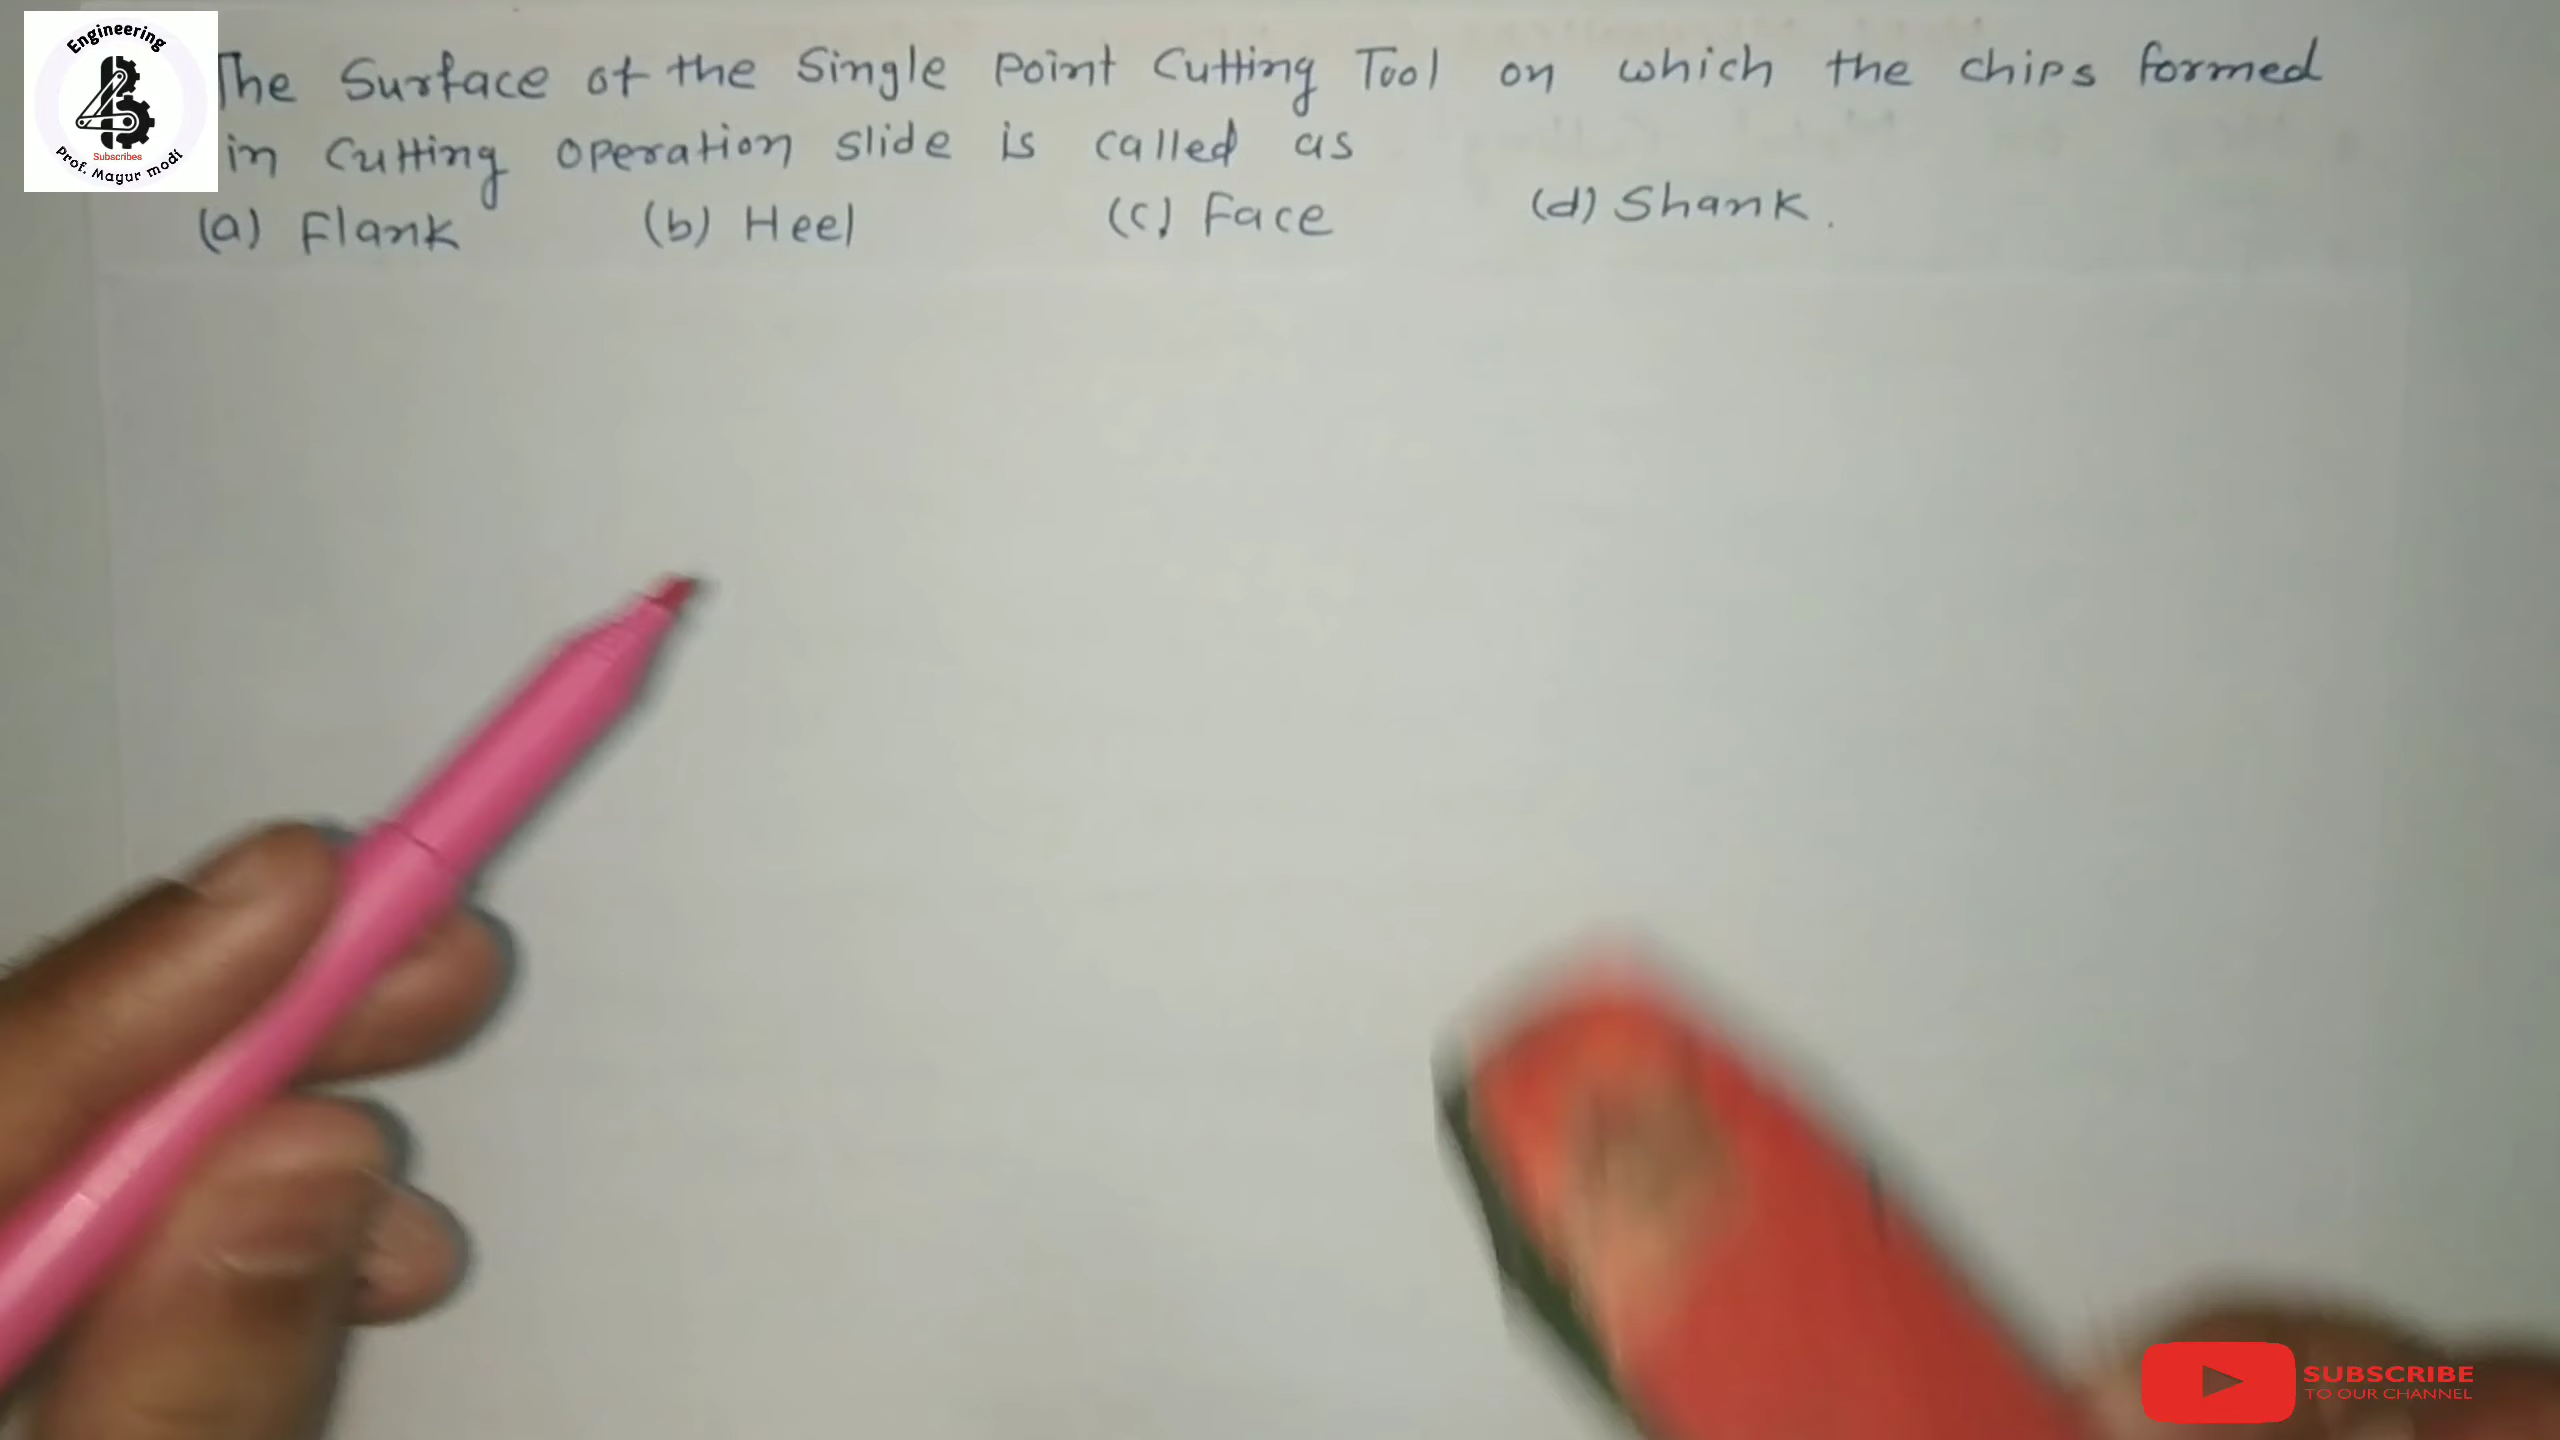 Engineering
Subscribes
Prof. Mayur modi
The Surface of the Single Point Cutting Tool on which the chips formed
in Cutting operation slide is called as
(a) Flank (b) Heel (c) Face (d) Shank.
SUBSCRIBE
TO OUR CHANNEL